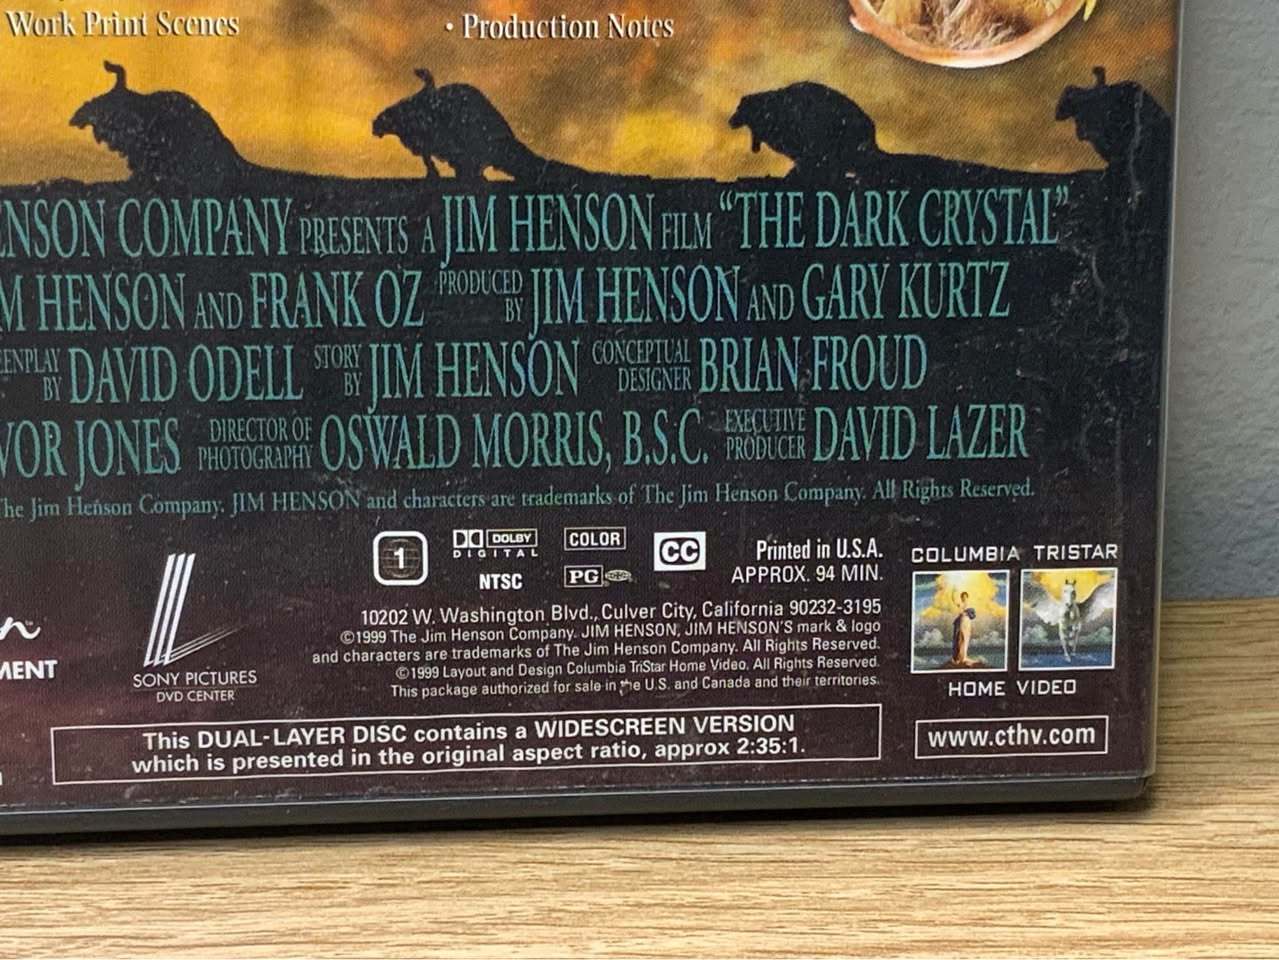 Work Print Scenes
• Production Notes
ENSON COMPANY PRESENTS A JIM HENSON FILM "THE DARK CRYSTAL"
M HENSON AND FRANK OZ PRODUCED BY JIM HENSON AND GARY KURTZ
ENPLAY BY DAVID ODELL STORY BY JIM HENSON CONCEPTUAL DESIGNER BRIAN FROUD
VOR JONES DIRECTOR OF PHOTOGRAPHY OSWALD MORRIS, B.S.C. EXECUTIVE PRODUCER DAVID LAZER
he Jim Henson Company. JIM HENSON and characters are trademarks of The Jim Henson Company. All Rights Reserved.
1
DOLBY
DIGITAL
NTSC
COLOR
PG
CC
Printed in U.S.A.
APPROX. 94 MIN.
10202 W. Washington Blvd., Culver City, California 90232-3195
©1999 The Jim Henson Company. JIM HENSON, JIM HENSON'S mark & logo
and characters are trademarks of The Jim Henson Company. All Rights Reserved.
©1999 Layout and Design Columbia TriStar Home Video. All Rights Reserved.
This package authorized for sale in the U.S. and Canada and their territories.
MENT
SONY PICTURES
DVD CENTER
COLUMBIA TRISTAR
HOME VIDEO
www.cthv.com
This DUAL-LAYER DISC contains a WIDESCREEN VERSION
which is presented in the original aspect ratio, approx 2:35:1.